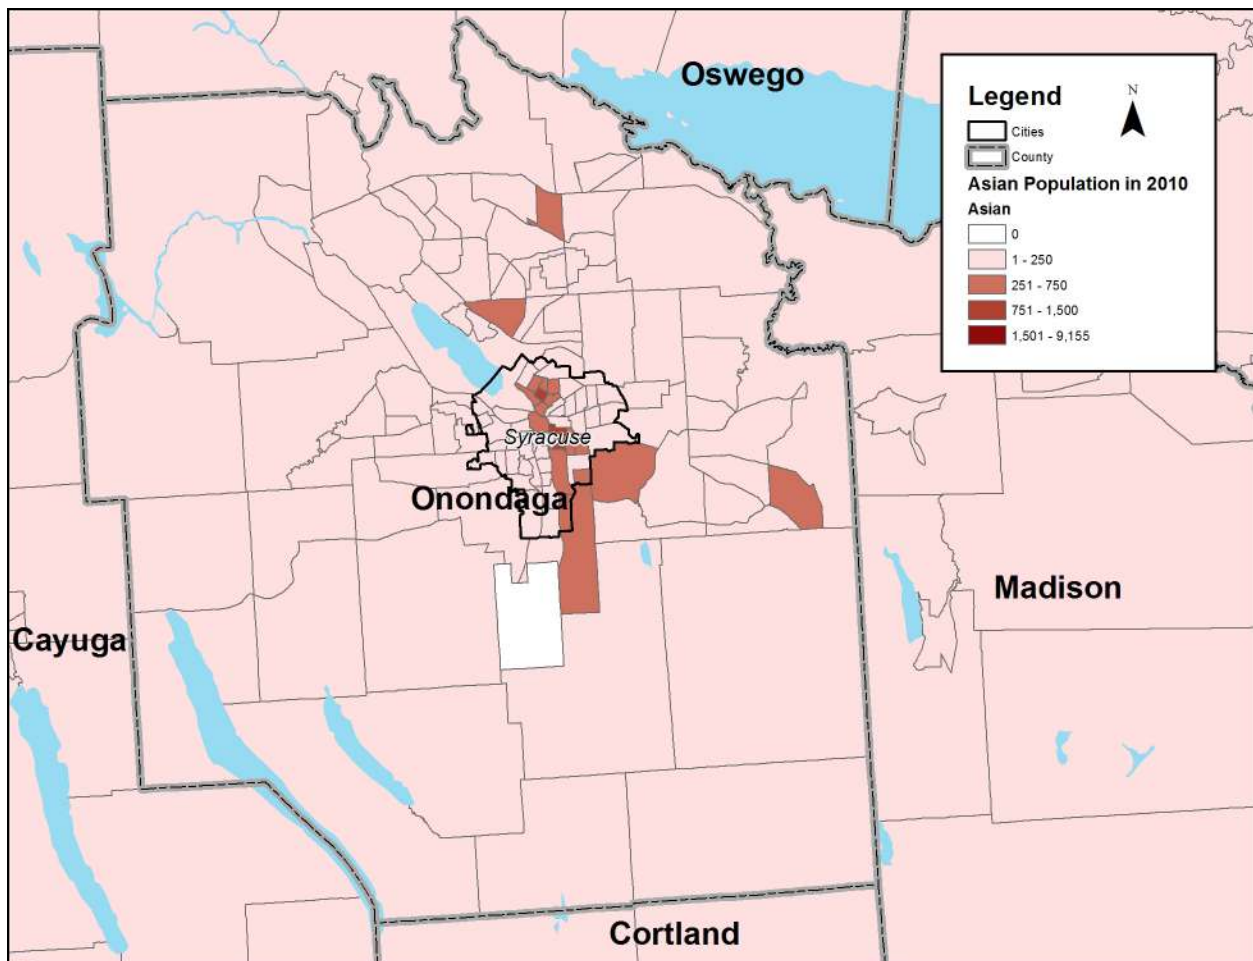 Oswego
Legend
N
Cities
County
Asian Population in 2010
Asian
0
1 - 250
251 - 750
751 - 1,500
1,501 - 9,155
Syracuse
Onondaga
Madison
Cayuga
Cortland